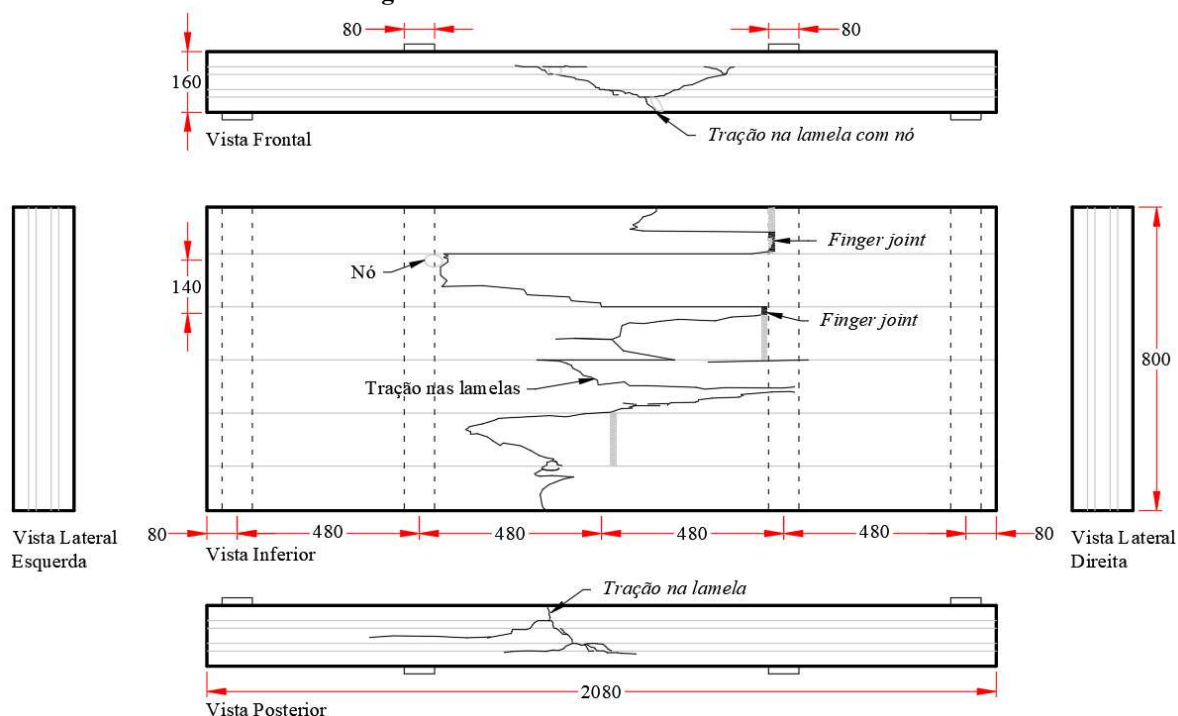 80
80
160
Vista Frontal
Tração na lamela com nó
Finger joint
Nó
140
Finger joint
Tração nas lamelas
800
Vista Lateral
Esquerda
80
480
480
480
480
80
Vista Inferior
Vista Lateral
Direita
Tração na lamela
2080
Vista Posterior